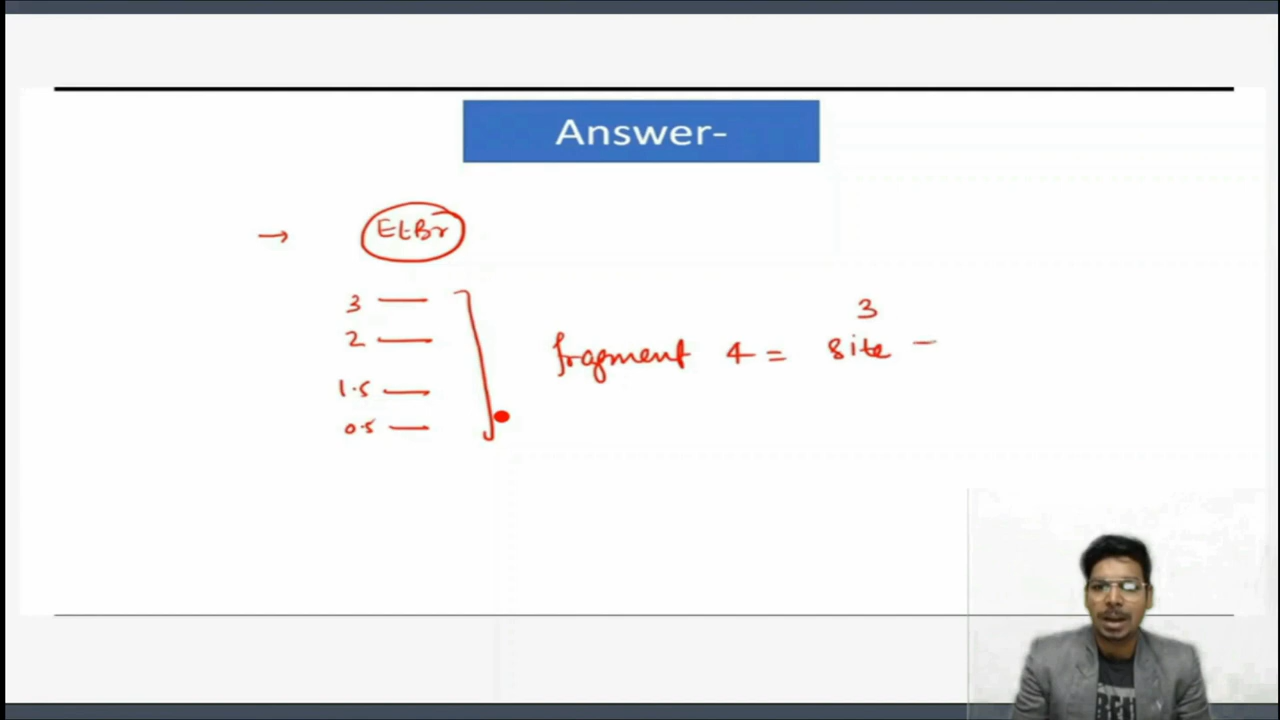 Answer-
→ EtBr
3 —
2 —
1.5 —
0.5 —
3
fragment 4 = site –